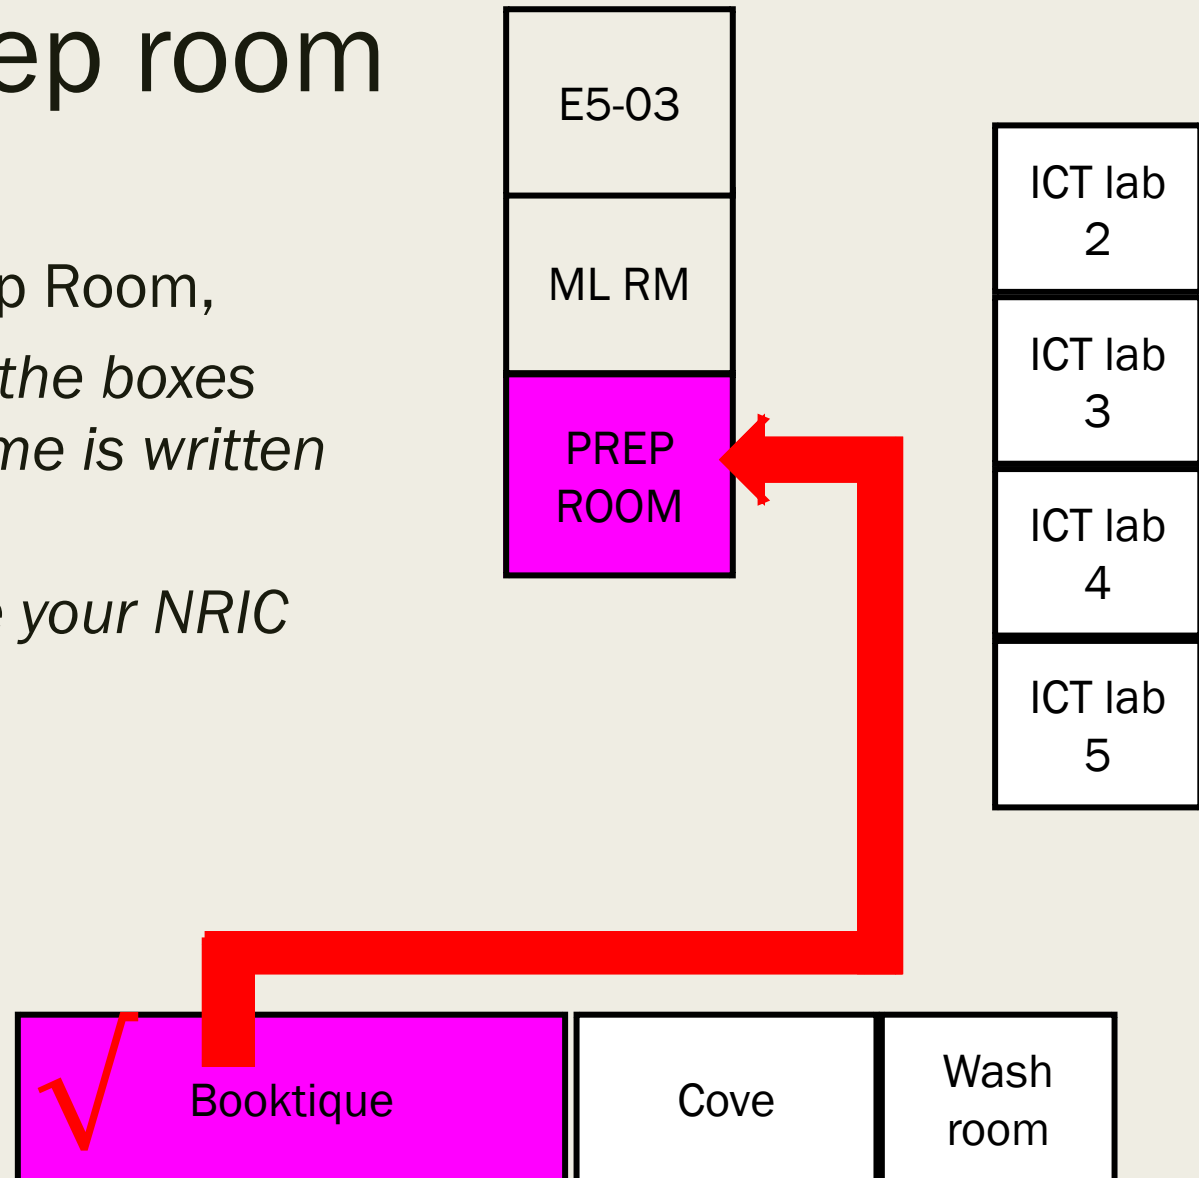 ep room
p Room,
the boxes
me is written
e your NRIC
E5-03
ML RM
PREP
ROOM
ICT lab
2
ICT lab
3
ICT lab
4
ICT lab
5
√
Booktique
Cove
Wash
room